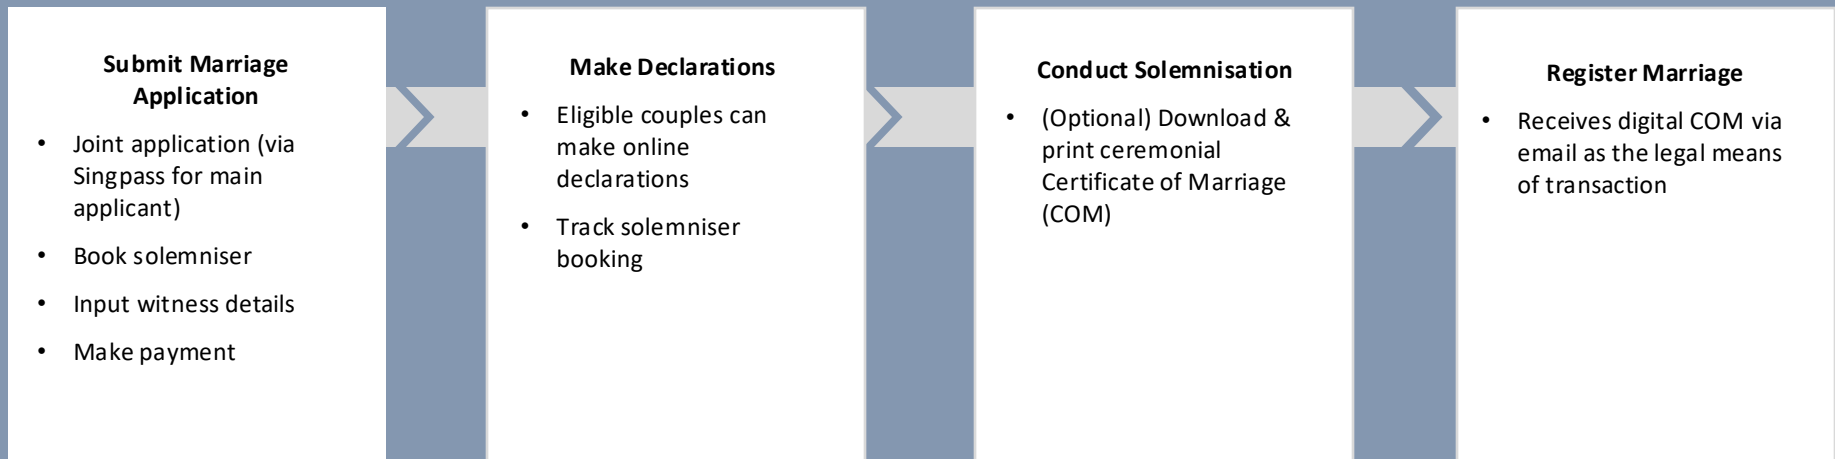 Submit Marriage
Application
• Joint application (via
Singpass for main
applicant)
• Book solemniser
• Input witness details
• Make payment
Make Declarations
• Eligible couples can
make online
declarations
• Track solemniser
booking
Conduct Solemnisation
• (Optional) Download &
print ceremonial
Certificate of Marriage
(COM)
Register Marriage
• Receives digital COM via
email as the legal means
of transaction